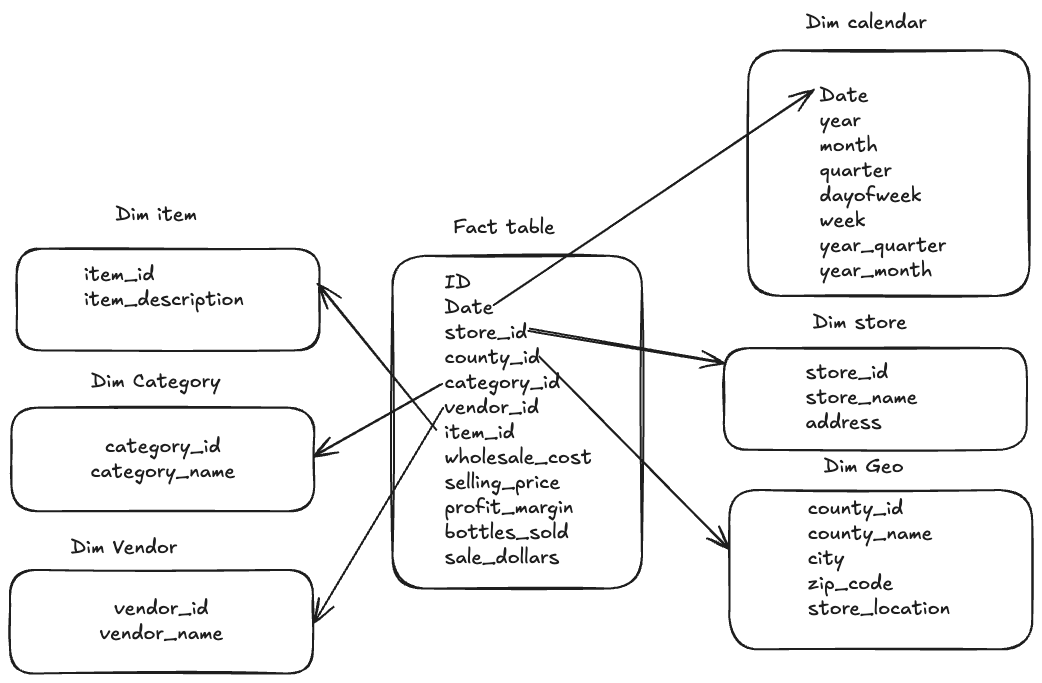 Dim calendar
Date
year
month
quarter
dayofweek
week
year_quarter
year_month
Dim item
item_id
item_description
Fact table
ID
Date
store_id
county_id
category_id
vendor_id
item_id
wholesale_cost
selling_price
profit_margin
bottles_sold
sale_dollars
Dim store
store_id
store_name
address
Dim Category
category_id
category_name
Dim Geo
county_id
county_name
city
zip_code
store_location
Dim Vendor
vendor_id
vendor_name